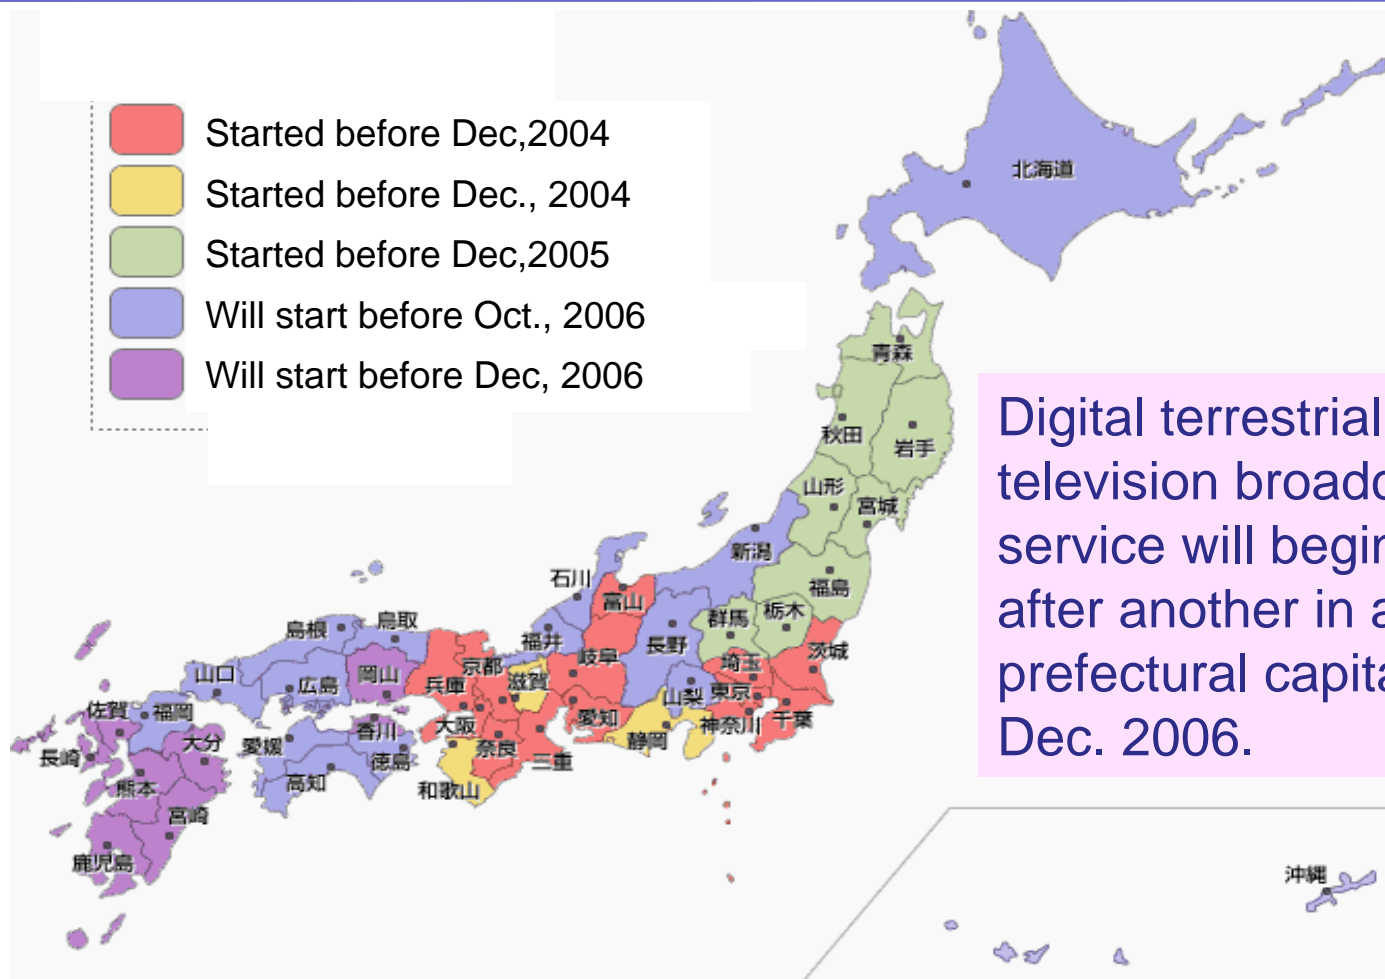 Started before Dec,2004
Started before Dec., 2004
Started before Dec,2005
Will start before Oct., 2006
Will start before Dec, 2006
北海道
青森
秋田
岩手
山形
宮城
新潟
福島
石川
富山
群馬
栃木
島根
鳥取
福井
長野
岐阜
埼玉
茨城
山口
広島
岡山
兵庫
京都
滋賀
山梨
東京
佐賀
福岡
大阪
愛知
静岡
神奈川
千葉
長崎
大分
愛媛
香川
徳島
奈良
三重
熊本
高知
和歌山
宮崎
鹿児島
沖縄
Digital terrestrial
television broadc
service will begin
after another in a
prefectural capita
Dec. 2006.